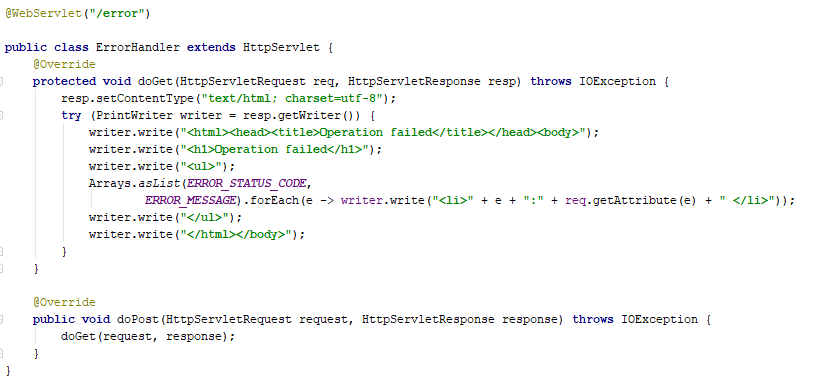 @WebServlet("/error")
public class ErrorHandler extends HttpServlet {
@Override
protected void doGet(HttpServletRequest req, HttpServletResponse resp) throws IOException {
resp.setContentType("text/html; charset=utf-8");
try (PrintWriter writer = resp.getWriter()) {
writer.write("<html><head><title>Operation failed</title></head><body>");
writer.write("<h1>Operation failed</h1>");
writer.write("<ul>");
Arrays.asList(ERROR_STATUS_CODE,
ERROR_MESSAGE).forEach(e -> writer.write("<li>" + e + ":" + req.getAttribute(e) + " </li>"));
writer.write("</ul>");
writer.write("</html></body>");
}
}
@Override
public void doPost(HttpServletRequest request, HttpServletResponse response) throws IOException {
doGet(request, response);
}
}